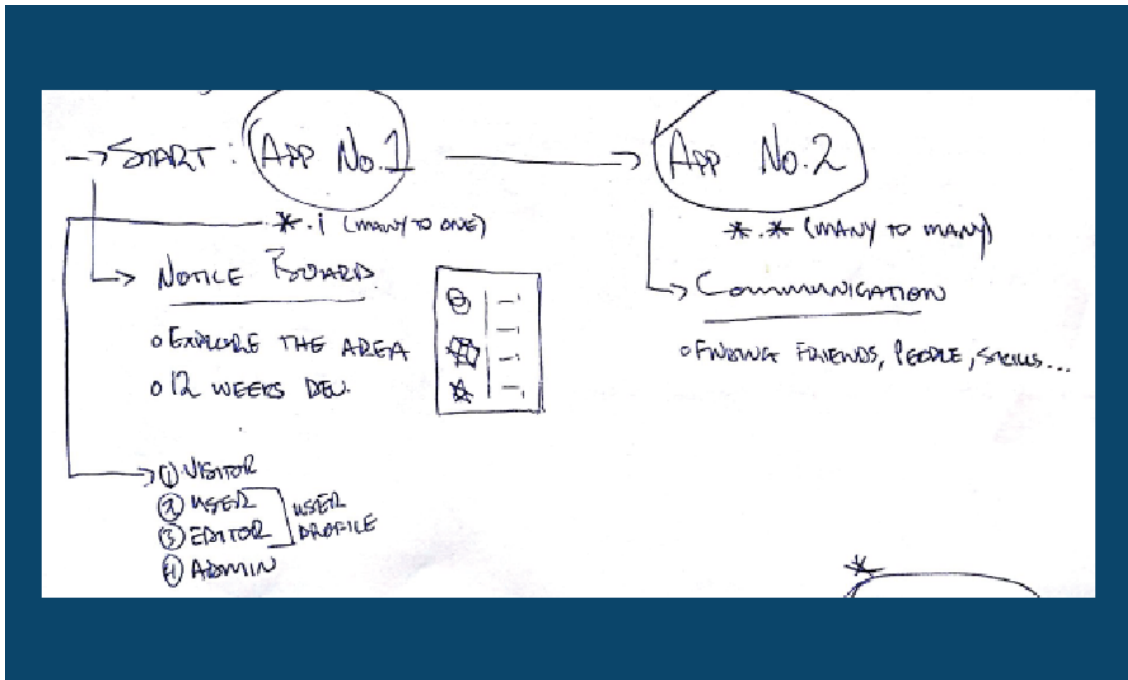 → START: App No.1 → App No.2
*.1 (MANY TO ONE)
NOTICE BOARD
o EXPLORE THE AREA
o 12 WEEKS DEV.
① VISITOR
② USER
③ EDITOR
USER
PROFILE
④ ADMIN
*.* (MANY TO MANY)
COMMUNICATION
o FINDING FRIENDS, PEOPLE, SKILLS...
*